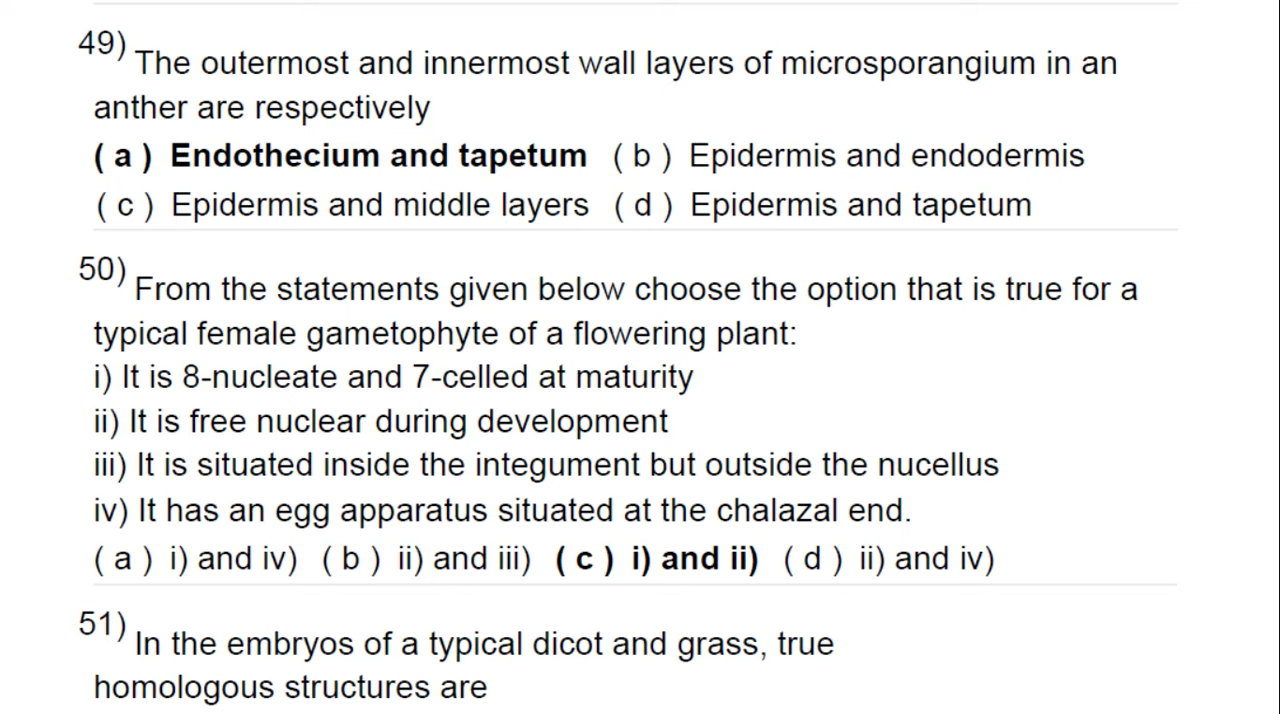 49) The outermost and innermost wall layers of microsporangium in an
anther are respectively
( a ) Endothecium and tapetum ( b ) Epidermis and endodermis
( c ) Epidermis and middle layers ( d ) Epidermis and tapetum
50) From the statements given below choose the option that is true for a
typical female gametophyte of a flowering plant:
i) It is 8-nucleate and 7-celled at maturity
ii) It is free nuclear during development
iii) It is situated inside the integument but outside the nucellus
iv) It has an egg apparatus situated at the chalazal end.
( a ) i) and iv) ( b ) ii) and iii) ( c ) i) and ii) ( d ) ii) and iv)
51) In the embryos of a typical dicot and grass, true
homologous structures are